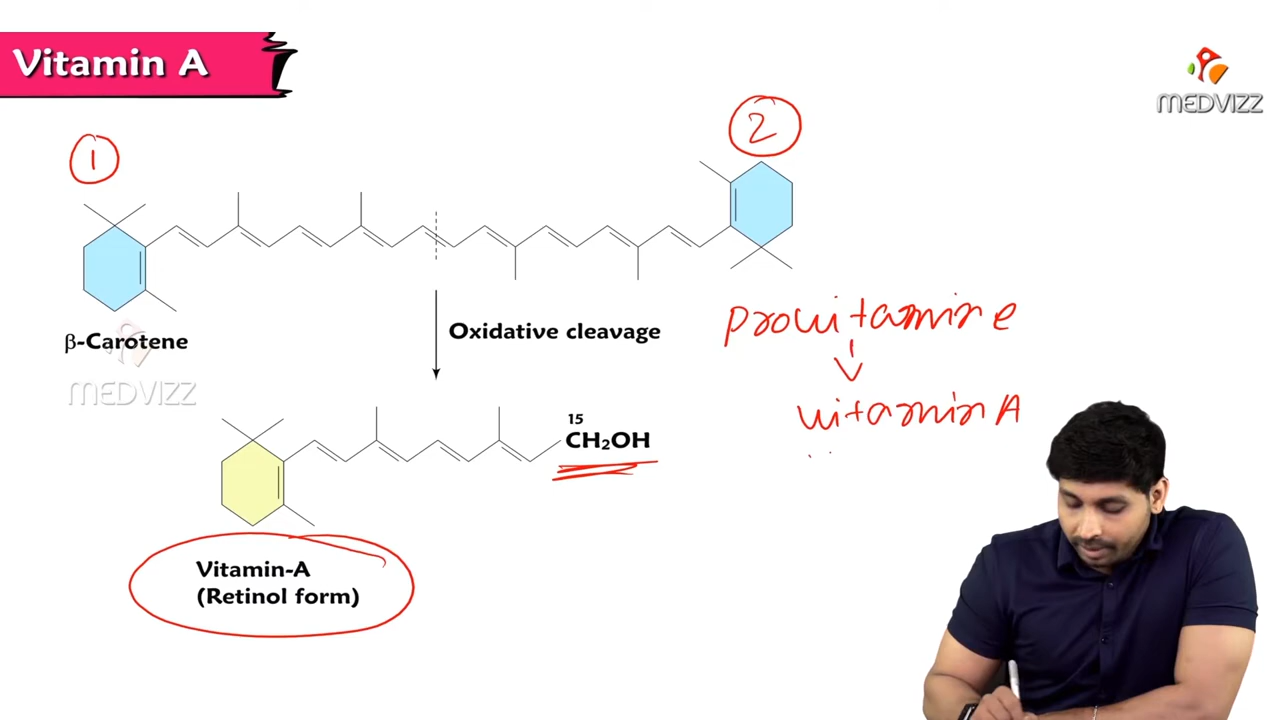 Vitamin A
MEDVIZZ
1
2
β-Carotene
MEDVIZZ
Oxidative cleavage
provitamine
vitamin A
15
CH₂OH
Vitamin-A
(Retinol form)